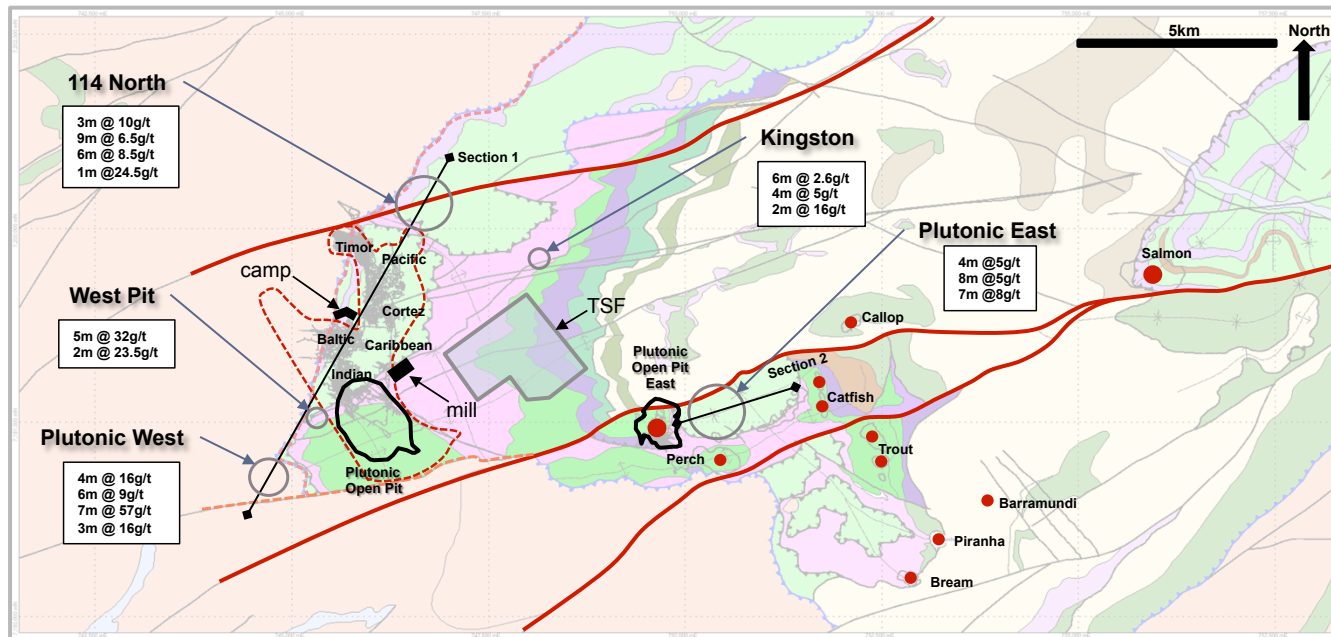 5km
North
114 North
3m @ 10g/t
9m @ 6.5g/t
6m @ 8.5g/t
1m @24.5g/t
Section 1
Kingston
6m @ 2.6g/t
4m @ 5g/t
2m @ 16g/t
Plutonic East
4m @5g/t
8m @5g/t
7m @8g/t
Timor
Pacific
camp
Cortez
Baltic
Caribbean
Indian
mill
TSF
West Pit
5m @ 32g/t
2m @ 23.5g/t
Salmon
Callop
Plutonic
Open Pit
East
Section 2
Catfish
Perch
Trout
Plutonic West
4m @ 16g/t
6m @ 9g/t
7m @ 57g/t
3m @ 16g/t
Plutonic
Open Pit
Barramundi
Piranha
Bream